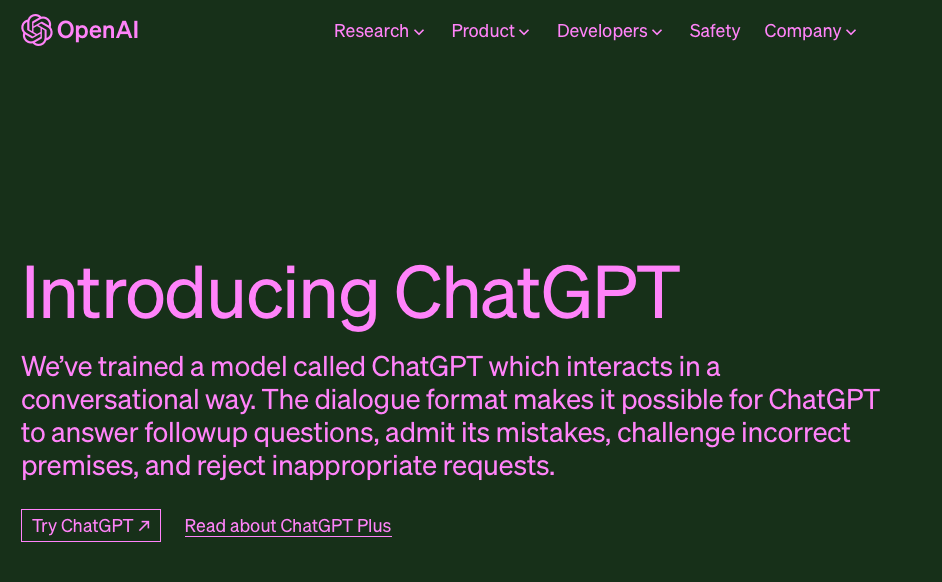 OpenAI
Research Product Developers Safety Company
Introducing ChatGPT
We’ve trained a model called ChatGPT which interacts in a
conversational way. The dialogue format makes it possible for ChatGPT
to answer followup questions, admit its mistakes, challenge incorrect
premises, and reject inappropriate requests.
Try ChatGPT ↗ Read about ChatGPT Plus